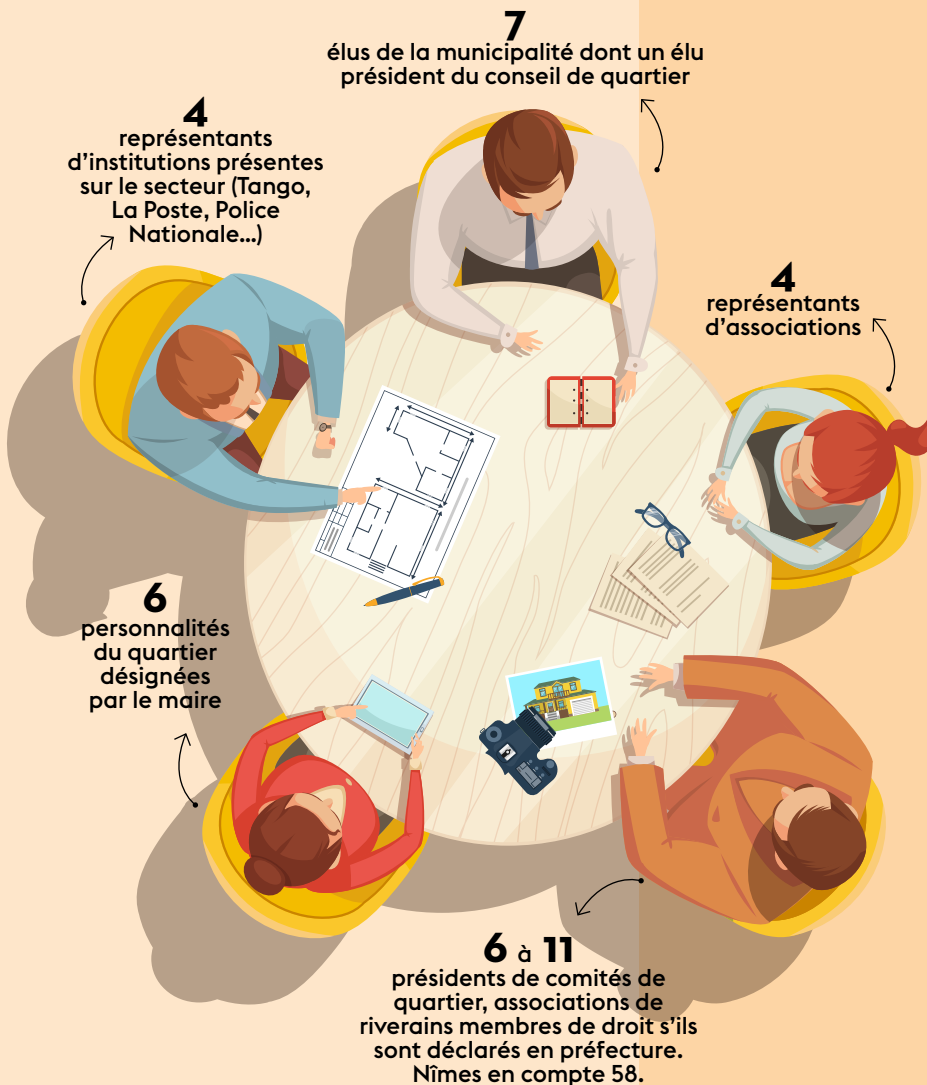 7
élus de la municipalité dont un élu
président du conseil de quartier
4
représentants
d'institutions présentes
sur le secteur (Tango,
La Poste, Police
Nationale...)
4
représentants
d'associations
6
personnalités
du quartier
désignées
par le maire
6 à 11
présidents de comités de
quartier, associations de
riverains membres de droit s'ils
sont déclarés en préfecture.
Nîmes en compte 58.